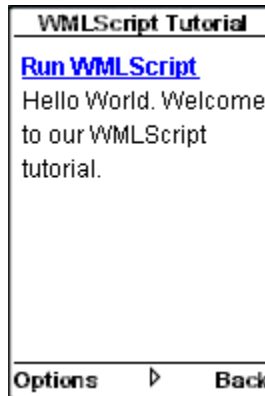 WMLScript Tutorial
Run WMLScript
Hello World. Welcome
to our WMLScript
tutorial.
Options Back